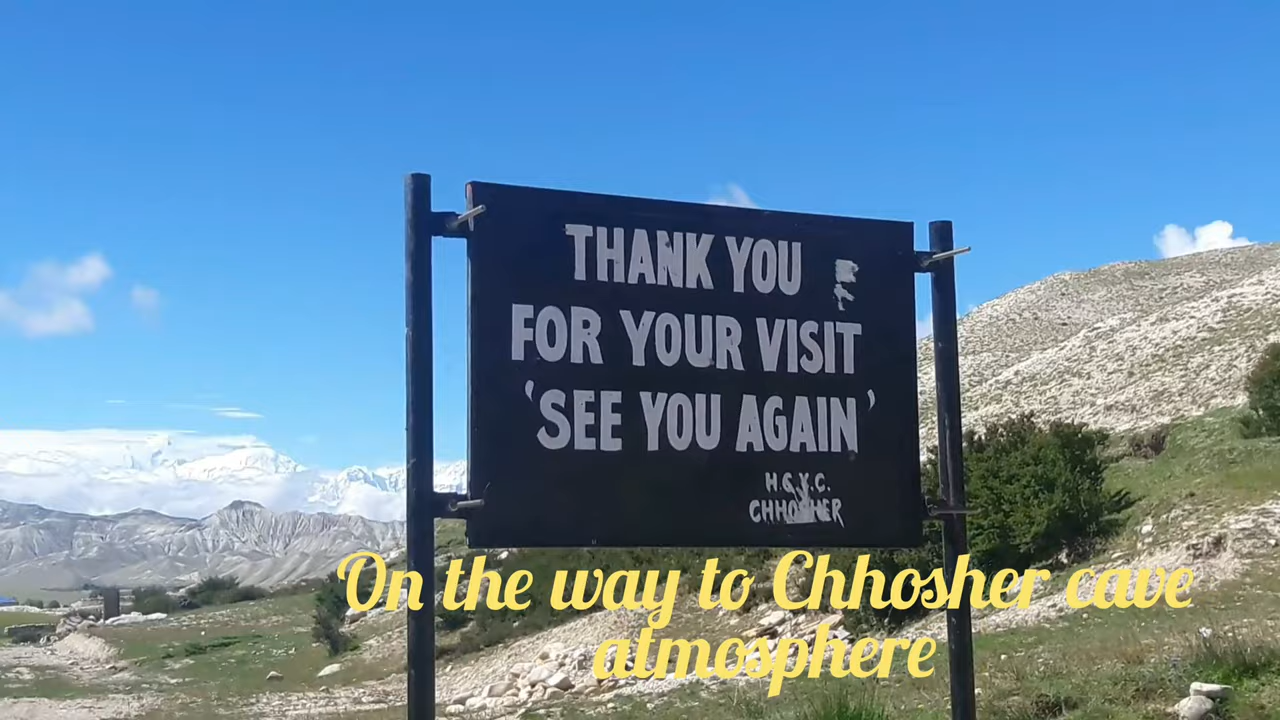 THANK YOU
FOR YOUR VISIT
'SEE YOU AGAIN'
H.G.Y.C.
CHHOSHER
On the way to Chhosher cave
atmosphere